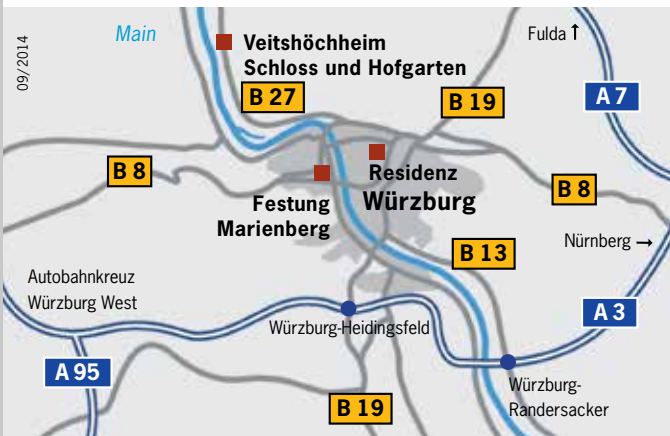 09/2014
Main
Veitshöchheim
Schloss und Hofgarten
Fulda ↑
B 27
B 19
A 7
B 8
Residenz
Würzburg
Festung
Marienberg
B 8
Nürnberg →
B 13
Autobahnkreuz
Würzburg West
Würzburg-Heidingsfeld
A 3
A 95
B 19
Würzburg-
Randersacker